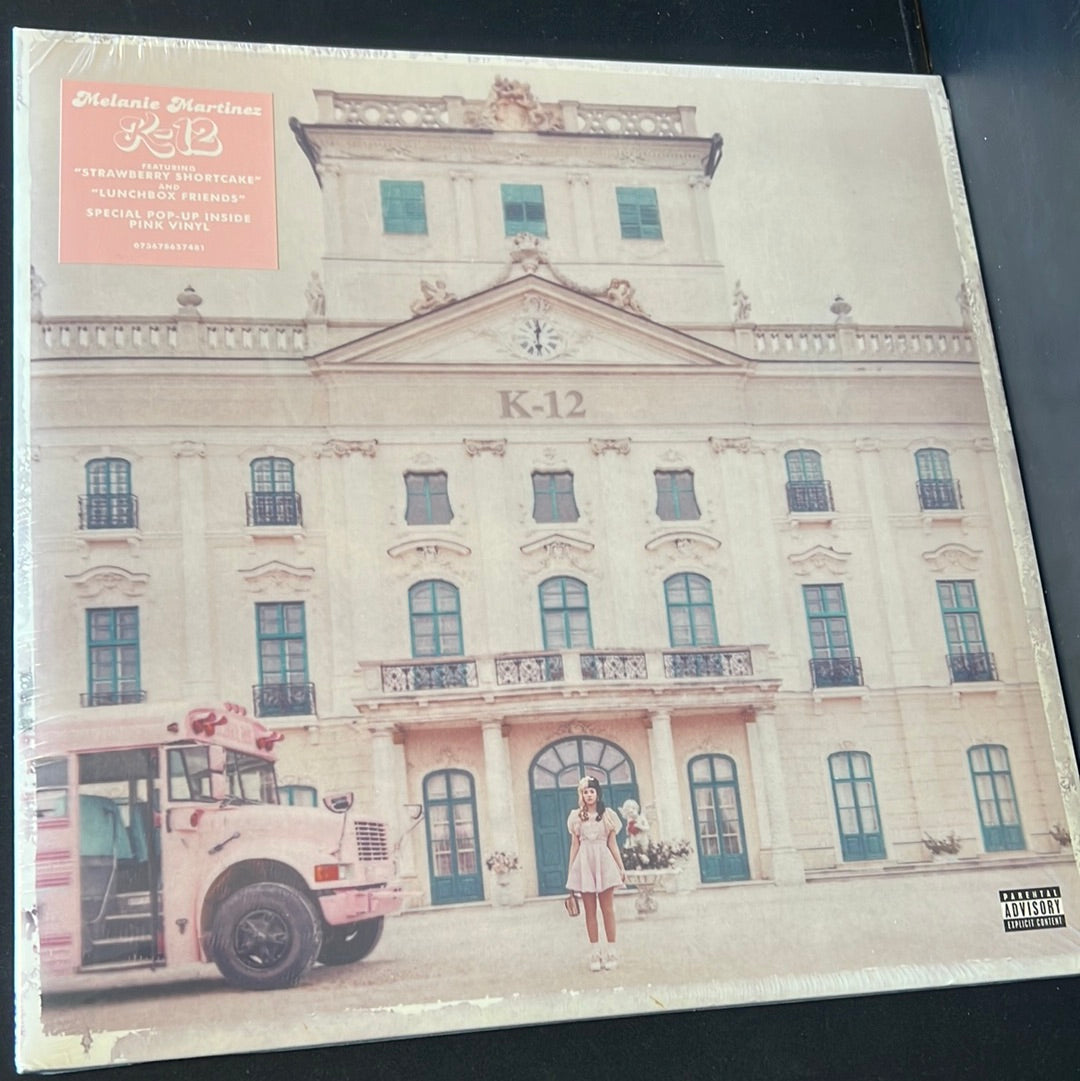 Melanie Martinez
K-12
FEATURING
"STRAWBERRY SHORTCAKE"
AND
"LUNCHBOX FRIENDS"
SPECIAL POP-UP INSIDE
PINK VINYL
075678657481
K-12
PARENTAL
ADVISORY
EXPLICIT CONTENT